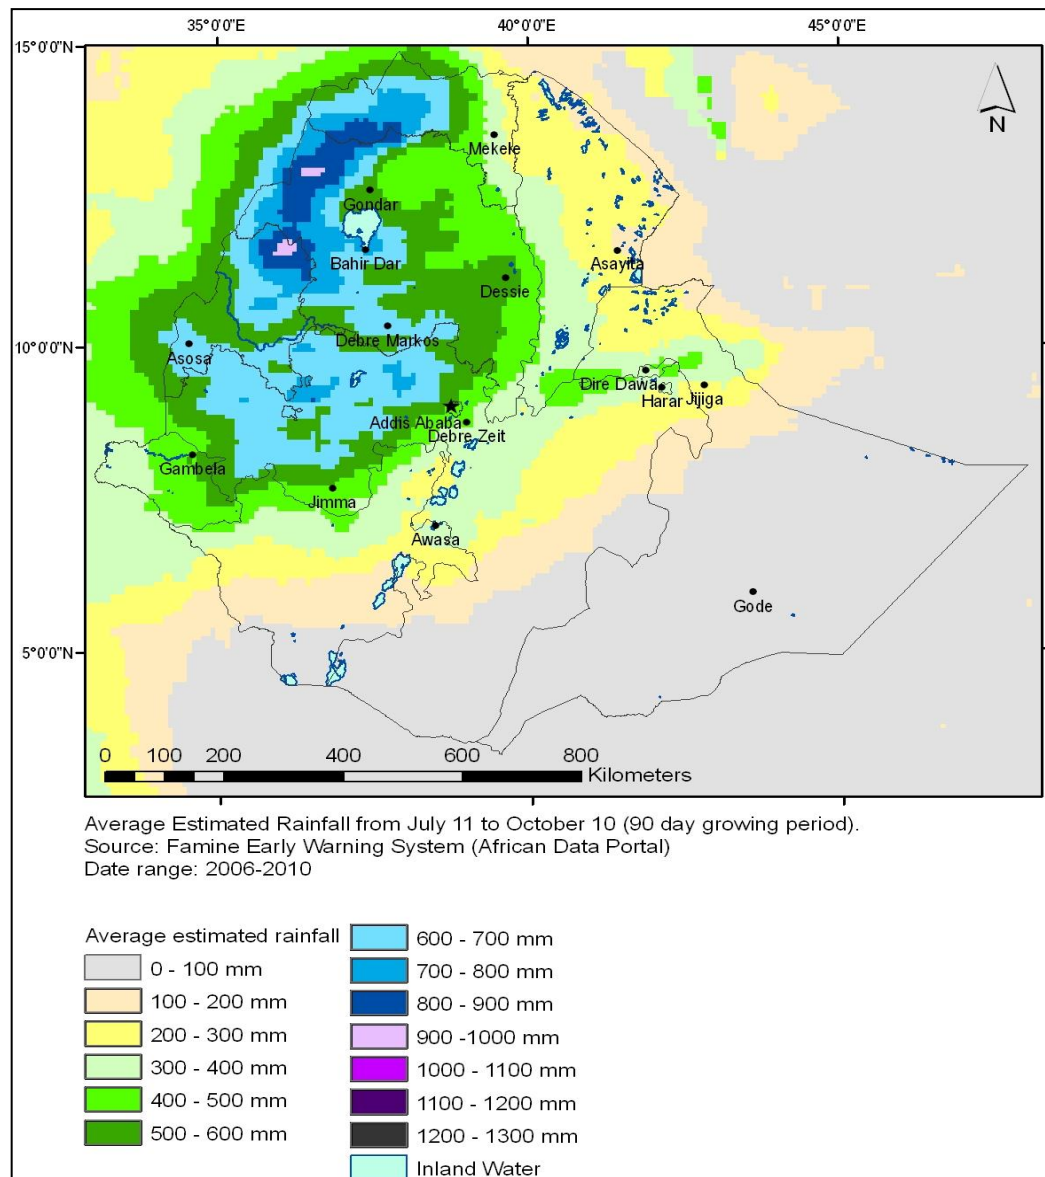 35°0'0"E 40°0'0"E 45°0'0"E
15°0'0"N
N
Mekele
Gondar
Bahir Dar
Asayita
Dessie
Debre Markos
10°0'0"N
Asosa
Dire Dawa
Harar
Jijiga
Addis Ababa
Debre Zeit
Gambela
Jimma
Awasa
Gode
5°0'0"N
0 100 200 400 600 800
Kilometers
Average Estimated Rainfall from July 11 to October 10 (90 day growing period).
Source: Famine Early Warning System (African Data Portal)
Date range: 2006-2010
Average estimated rainfall
0 - 100 mm
100 - 200 mm
200 - 300 mm
300 - 400 mm
400 - 500 mm
500 - 600 mm
600 - 700 mm
700 - 800 mm
800 - 900 mm
900 -1000 mm
1000 - 1100 mm
1100 - 1200 mm
1200 - 1300 mm
Inland Water